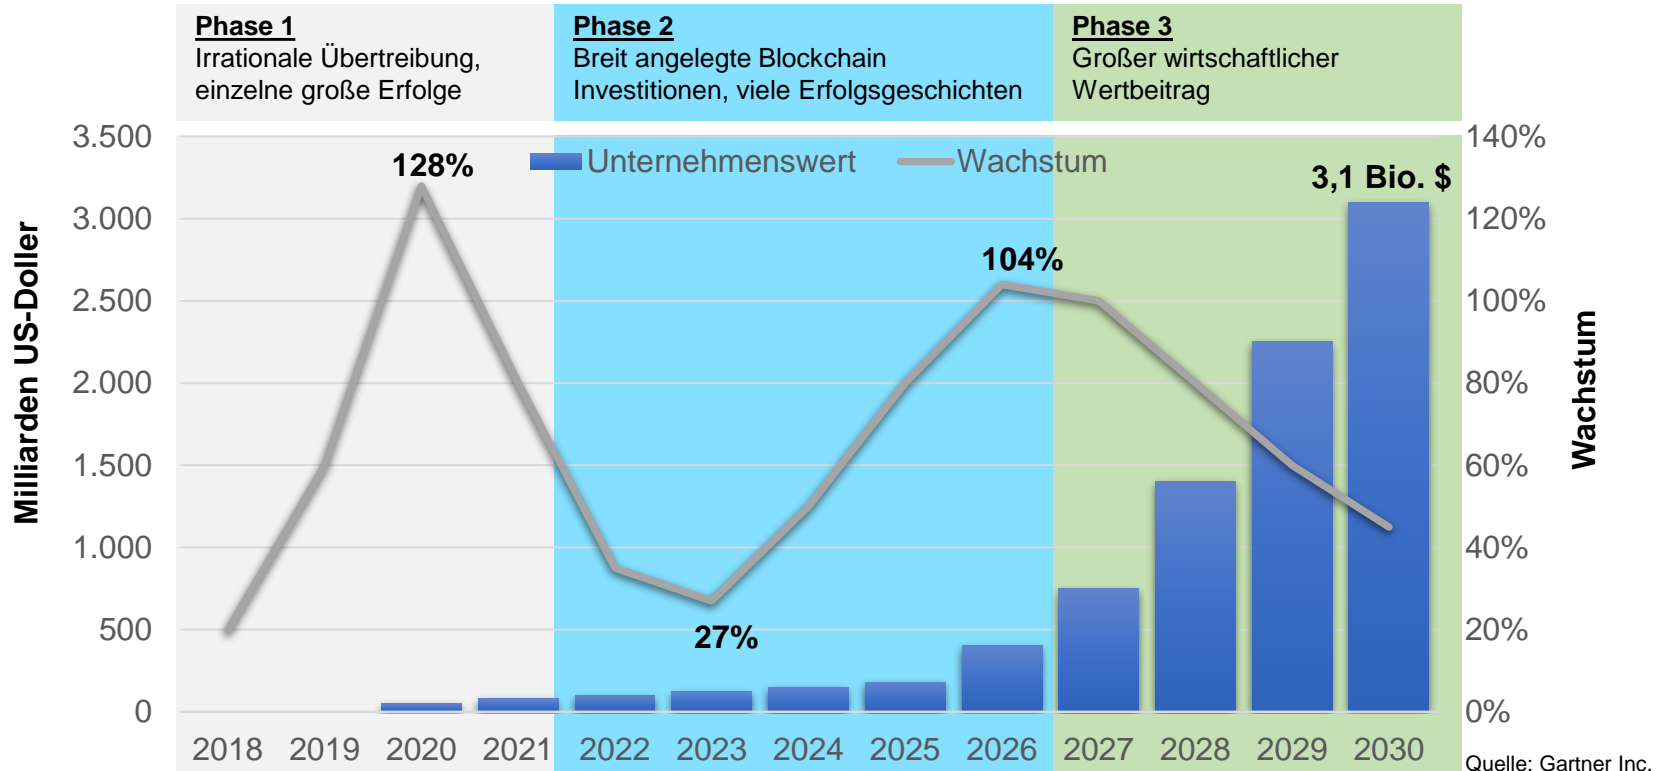 Phase 1
Irrationale Übertreibung,
einzelne große Erfolge
Phase 2
Breit angelegte Blockchain
Investitionen, viele Erfolgsgeschichten
Phase 3
Großer wirtschaftlicher
Wertbeitrag
Milliarden US-Doller
3.500
3.000
2.500
2.000
1.500
1.000
500
0
Unternehmenswert
Wachstum
128%
27%
104%
3,1 Bio. $
140%
120%
100%
80%
60%
40%
20%
0%
Wachstum
2018 2019 2020 2021 2022 2023 2024 2025 2026 2027 2028 2029 2030
Quelle: Gartner Inc.